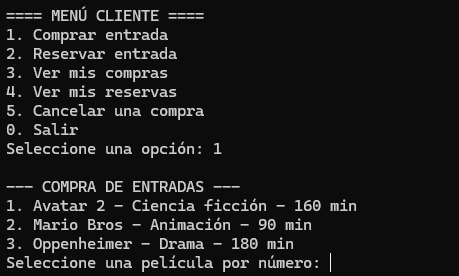 ==== MENÚ CLIENTE ====
1. Comprar entrada
2. Reservar entrada
3. Ver mis compras
4. Ver mis reservas
5. Cancelar una compra
0. Salir
Seleccione una opción: 1

--- COMPRA DE ENTRADAS ---
1. Avatar 2 - Ciencia ficción - 160 min
2. Mario Bros - Animación - 90 min
3. Oppenheimer - Drama - 180 min
Seleccione una película por número: